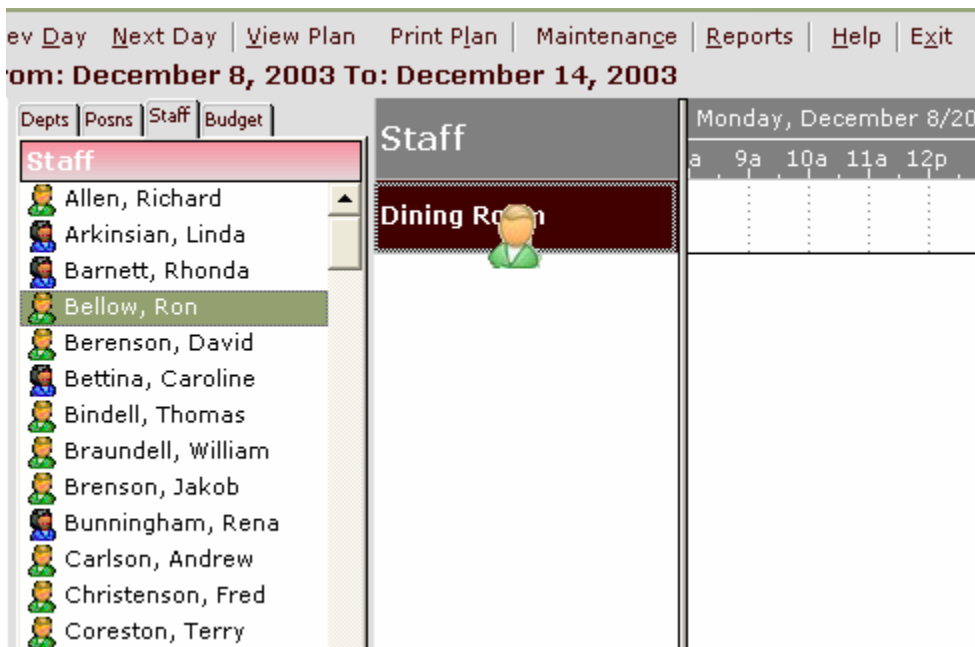 ev Day Next Day View Plan Print Plan Maintenance Reports Help Exit
rom: December 8, 2003 To: December 14, 2003
Depts Posns Staff Budget
Staff
Allen, Richard
Arkinsian, Linda
Barnett, Rhonda
Bellow, Ron
Berenson, David
Bettina, Caroline
Bindell, Thomas
Braundell, William
Brenson, Jakob
Bunningham, Rena
Carlson, Andrew
Christenson, Fred
Coreston, Terry
Staff
Dining Room
Monday, December 8/20
a 9a 10a 11a 12p